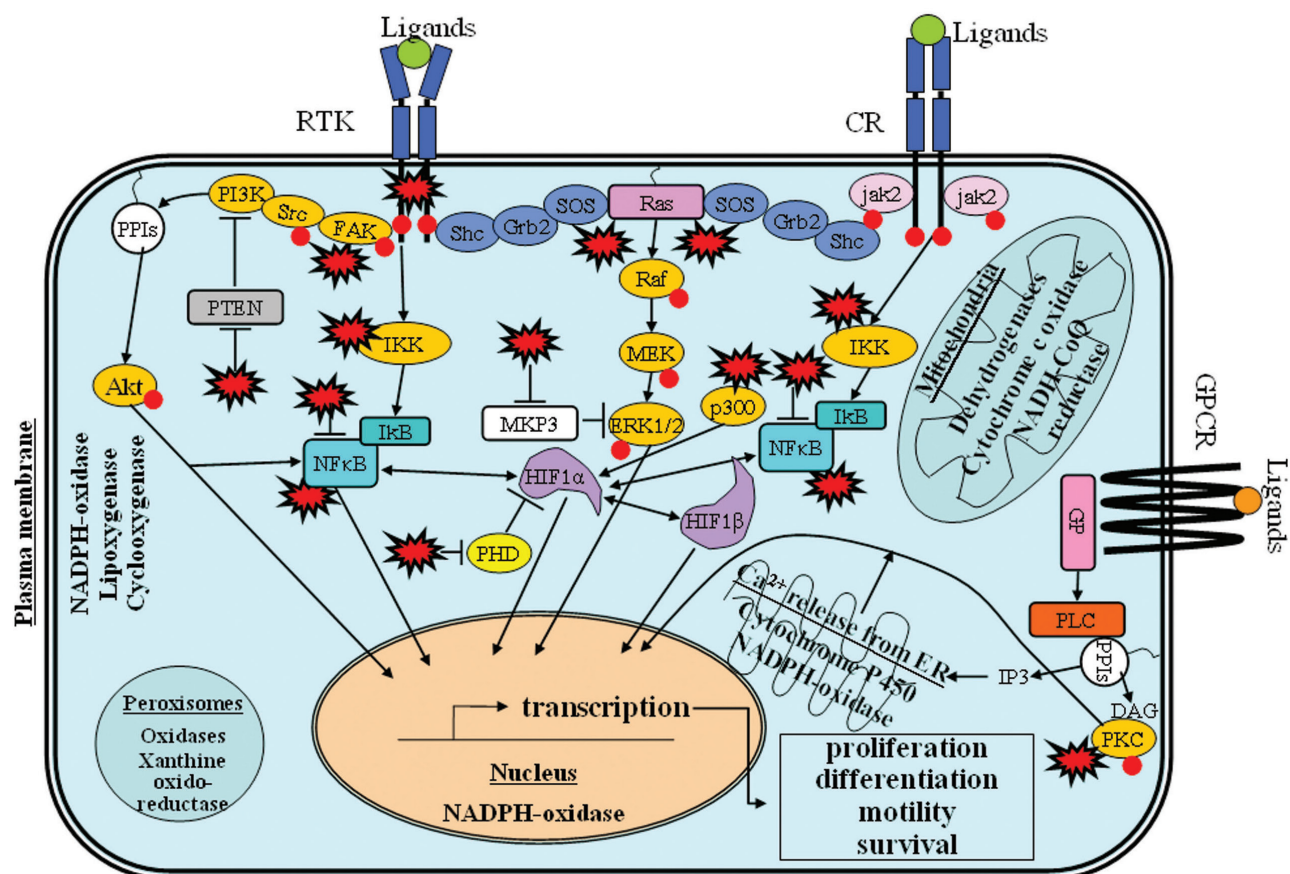 Ligands
Ligands
RTK
CR
PI3K
Src
FAK
PPIs
Shc
Grb2
SOS
Ras
SOS
Grb2
Shc
jak2
jak2
PTEN
Raf
IKK
MEK
IKK
Akt
MKP3
ERK1/2
p300
IkB
NFκB
IkB
NFκB
HIF1α
HIF1β
PHD
Mitochondria
Dehydrogenases
Cytochrome c oxidase
NADH-CoQ
reductase
GPCR
Ligands
GP
PLC
PPIs
IP3
DAG
PKC
Ca2+ release from ER
Cytochrome P450
NADPH-oxidase
Plasma membrane
NADPH-oxidase
Lipoxygenase
Cyclooxygenase
Peroxisomes
Oxidases
Xanthine
oxido-
reductase
transcription
Nucleus
NADPH-oxidase
proliferation
differentiation
motility
survival